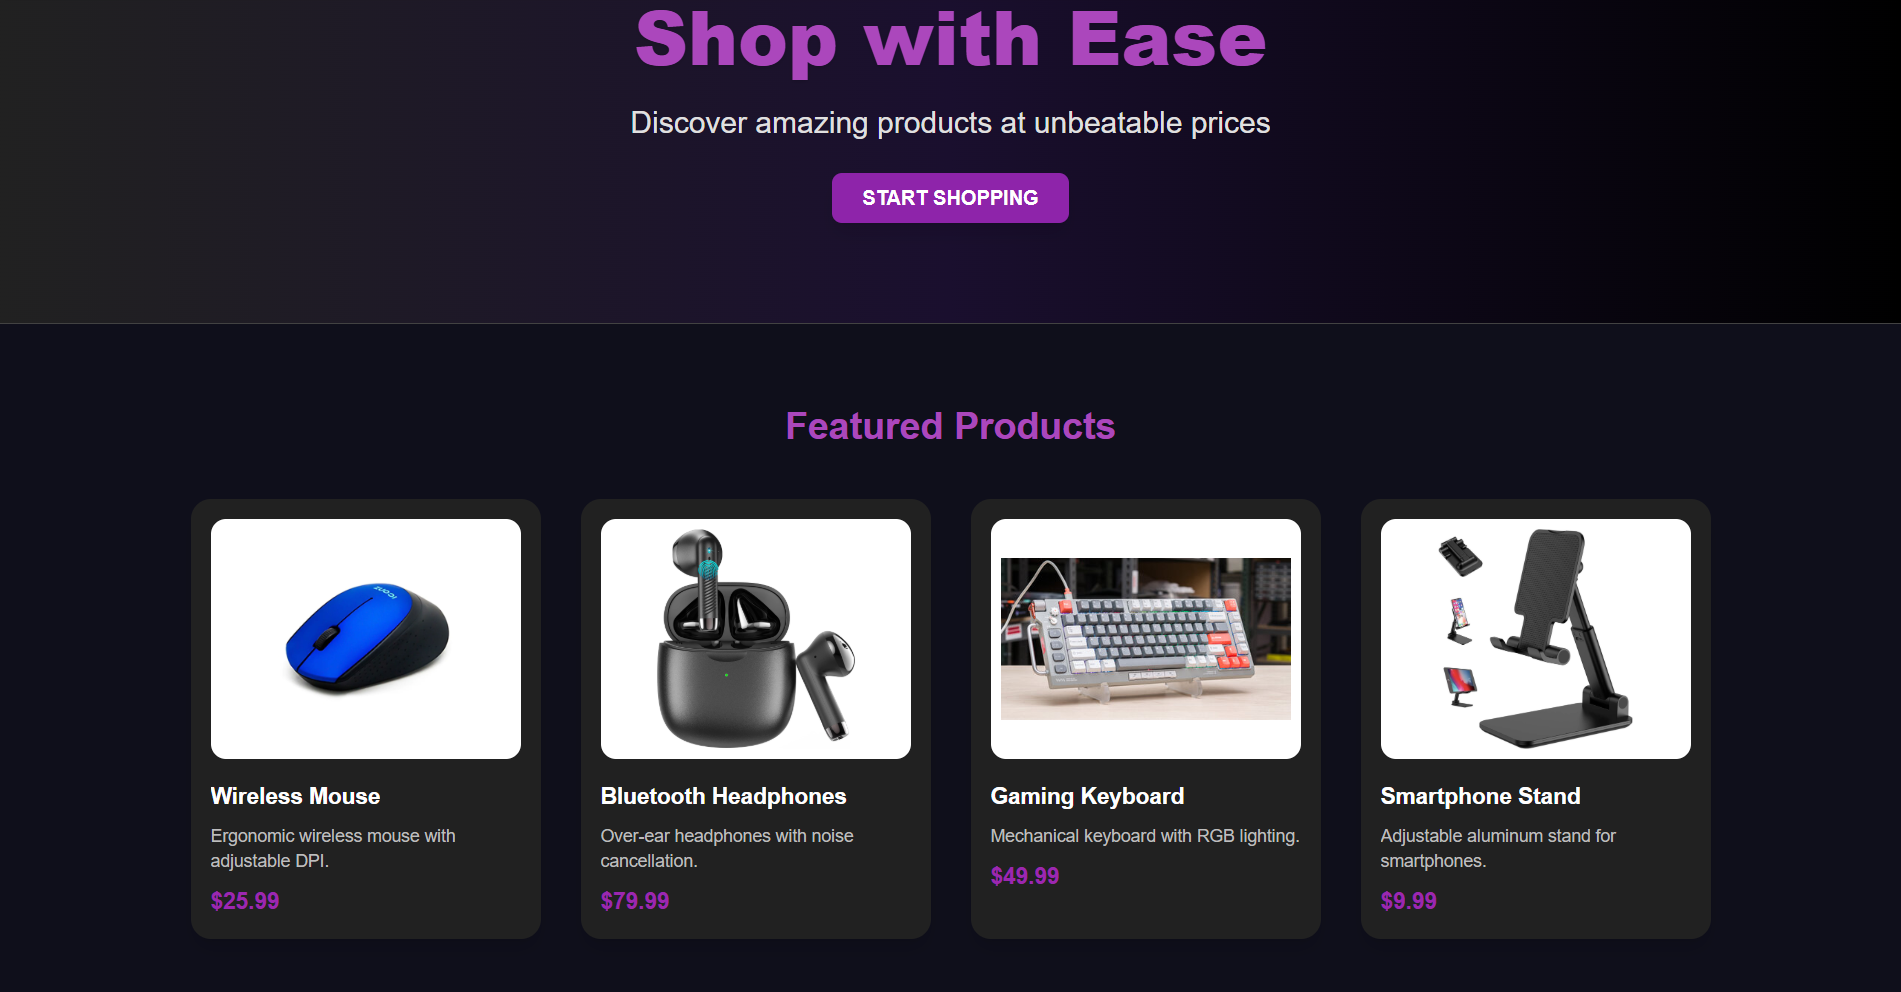 Shop with Ease
Discover amazing products at unbeatable prices
START SHOPPING
Featured Products
Wireless Mouse
Ergonomic wireless mouse with
adjustable DPI.
$25.99
Bluetooth Headphones
Over-ear headphones with noise
cancellation.
$79.99
Gaming Keyboard
Mechanical keyboard with RGB lighting.
$49.99
Smartphone Stand
Adjustable aluminum stand for
smartphones.
$9.99